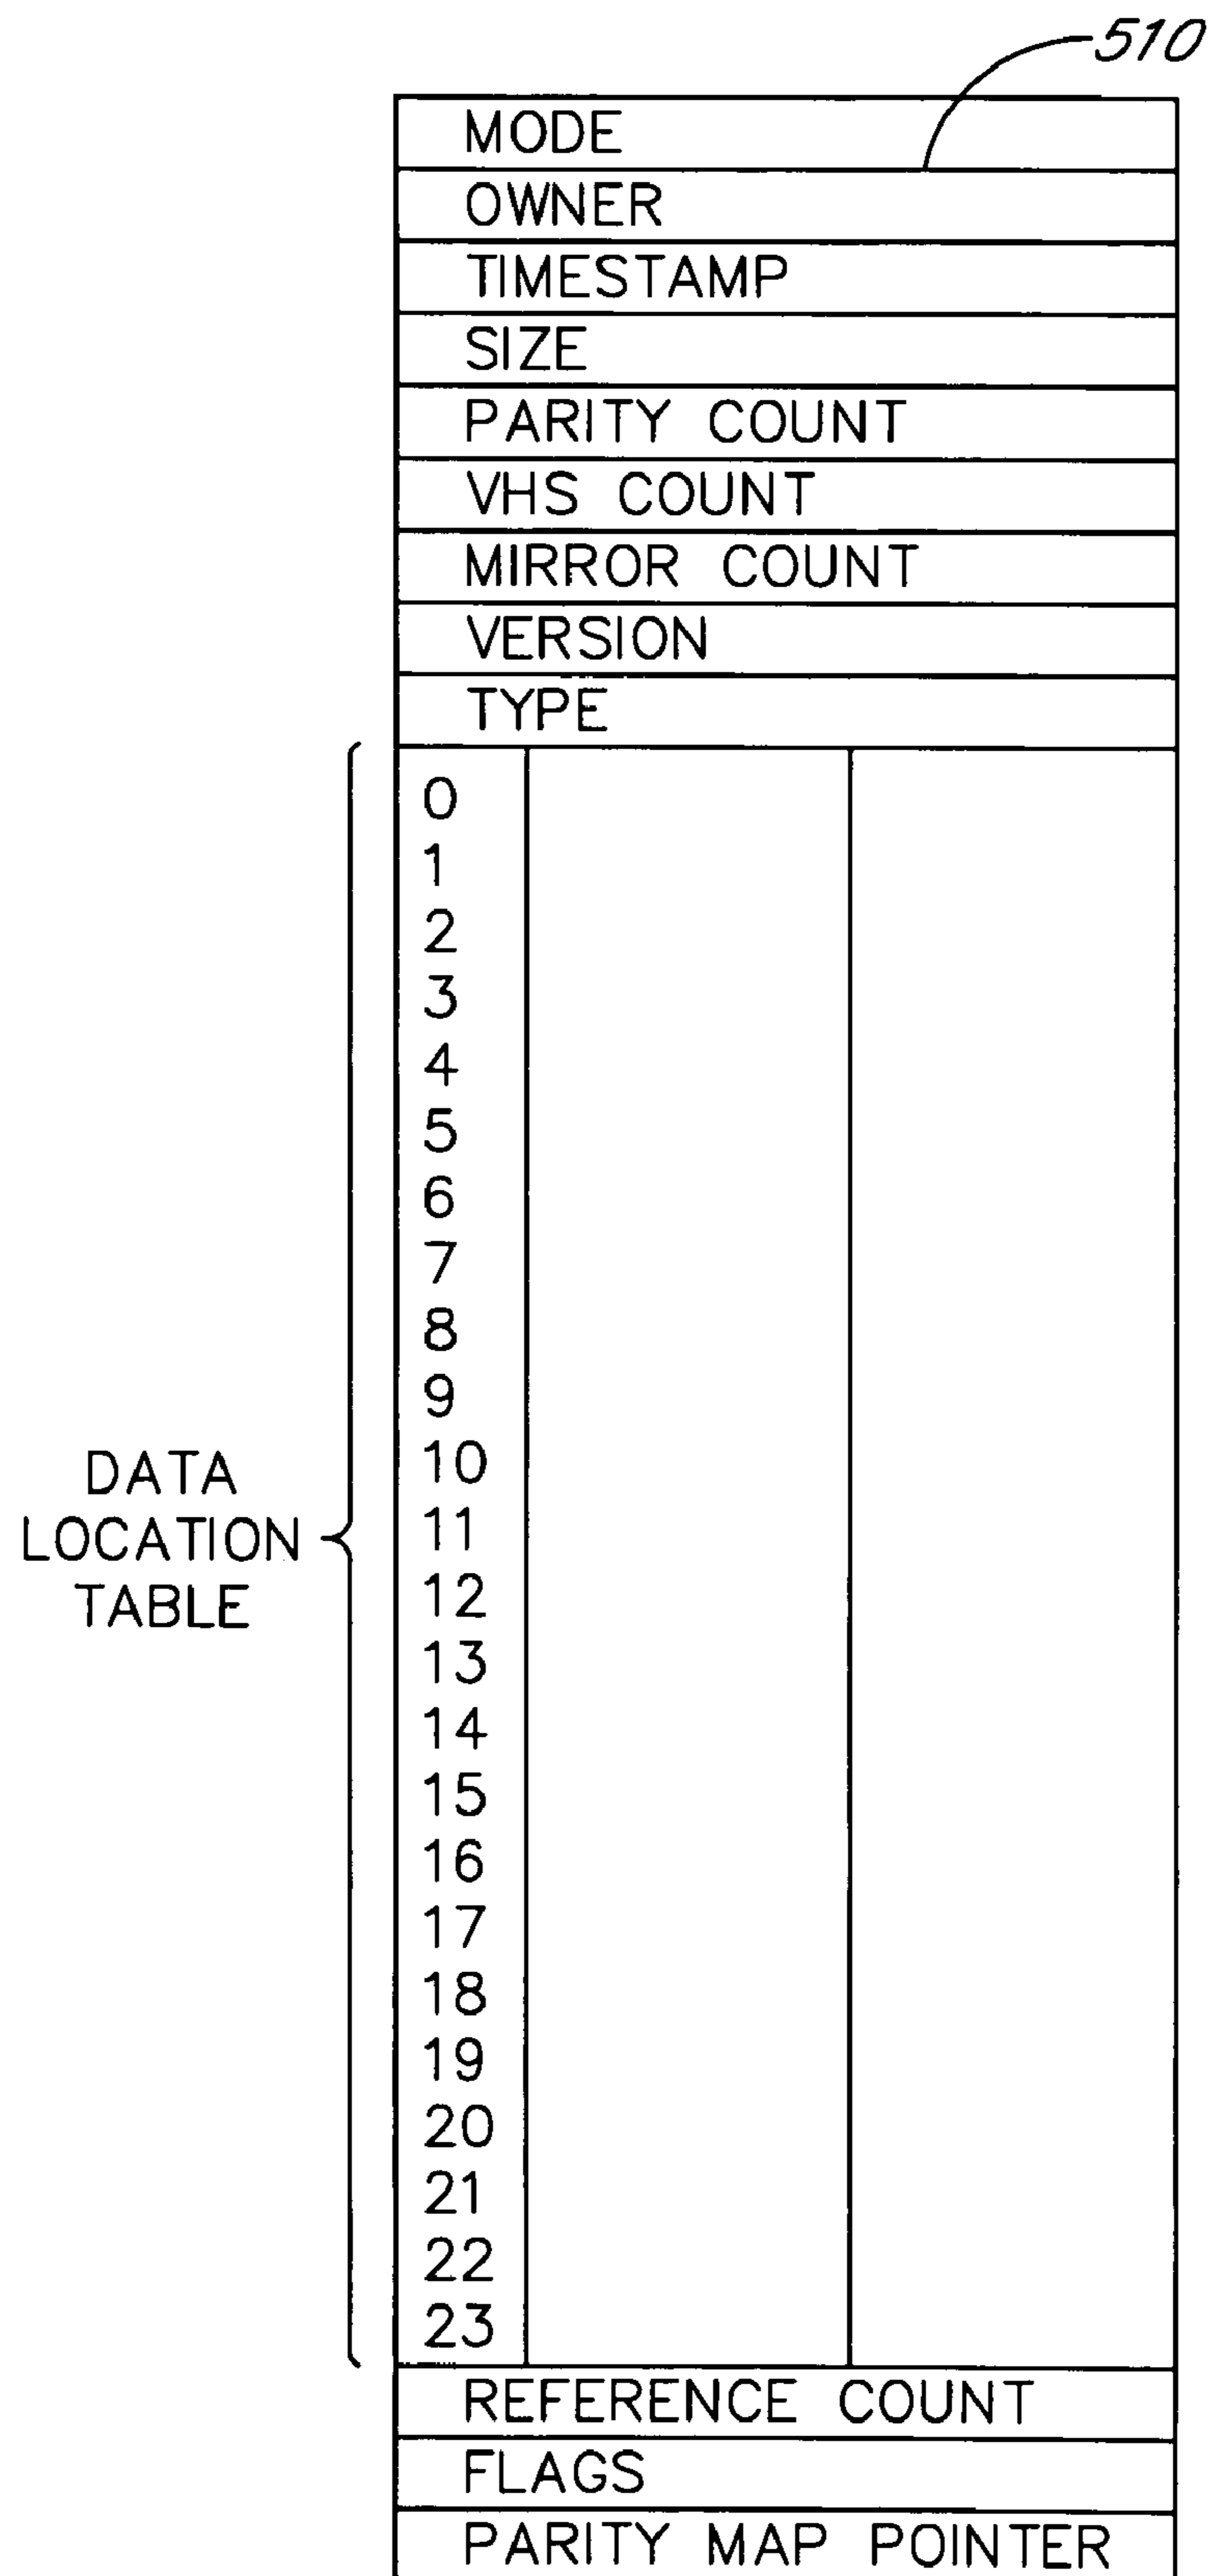 510
MODE
OWNER
TIMESTAMP
SIZE
PARITY COUNT
VHS COUNT
MIRROR COUNT
VERSION
TYPE
DATA
LOCATION
TABLE
0
1
2
3
4
5
6
7
8
9
10
11
12
13
14
15
16
17
18
19
20
21
22
23
REFERENCE COUNT
FLAGS
PARITY MAP POINTER